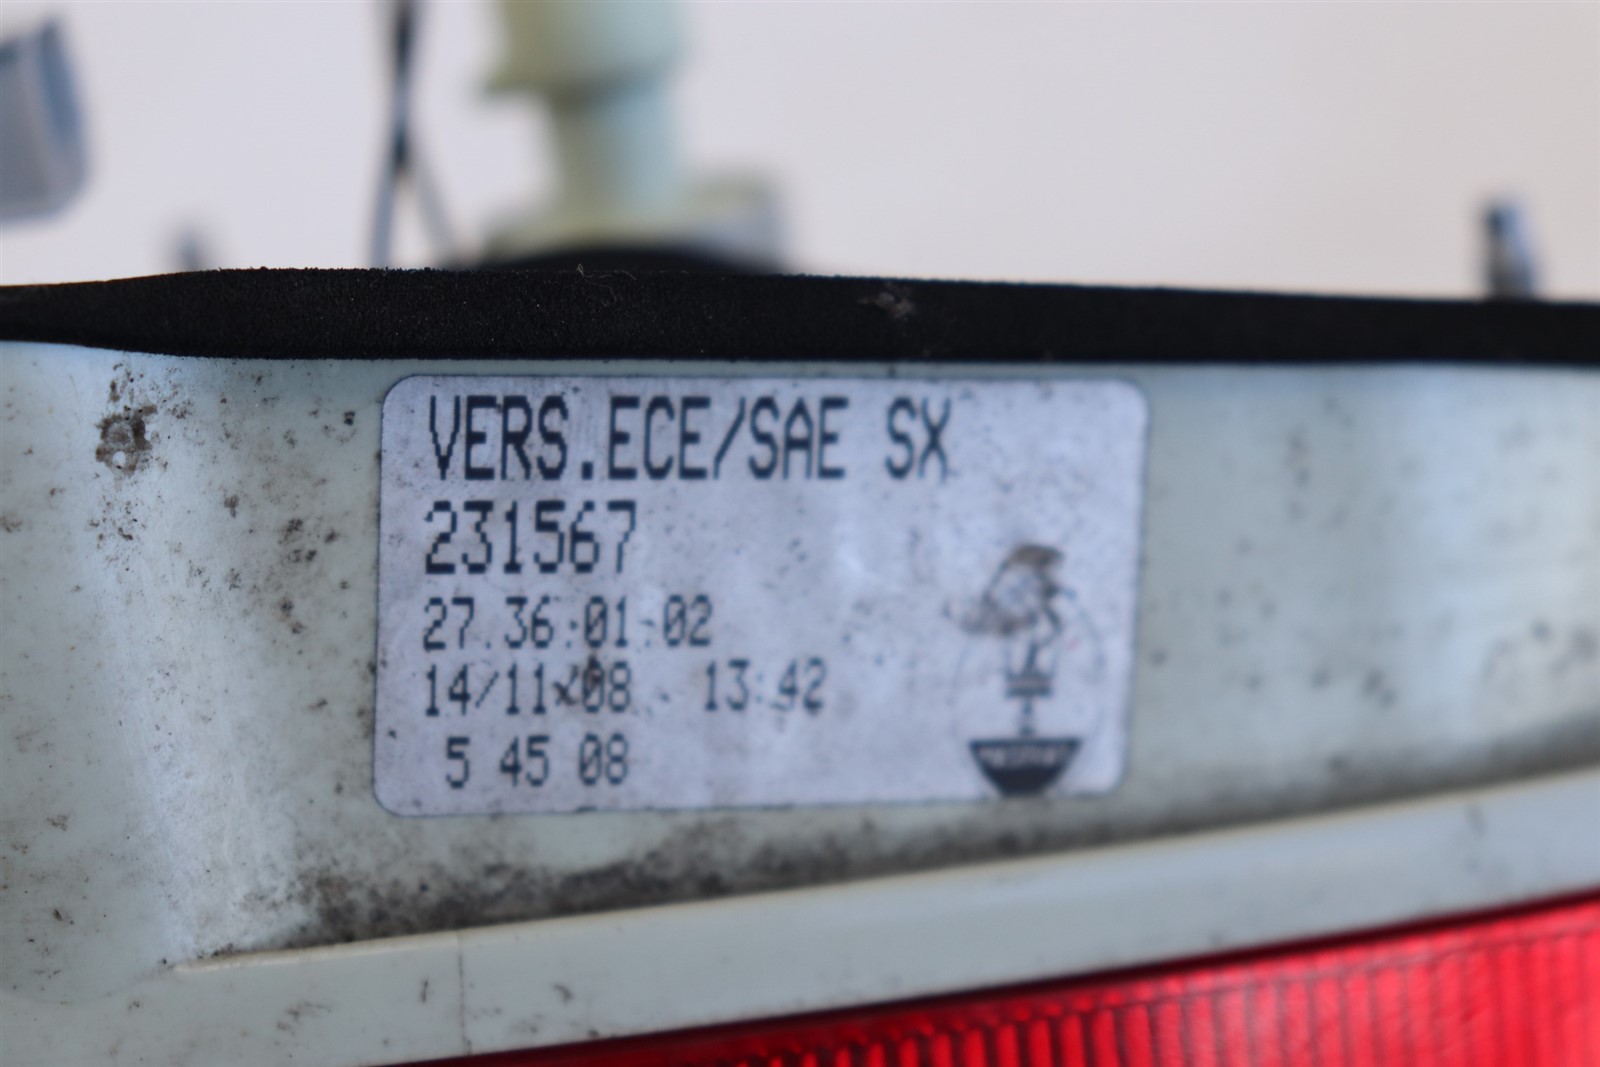 VERS.ECE/SAE SX
231567
27.36.01.02
14/11/08 13:42
5 45 08